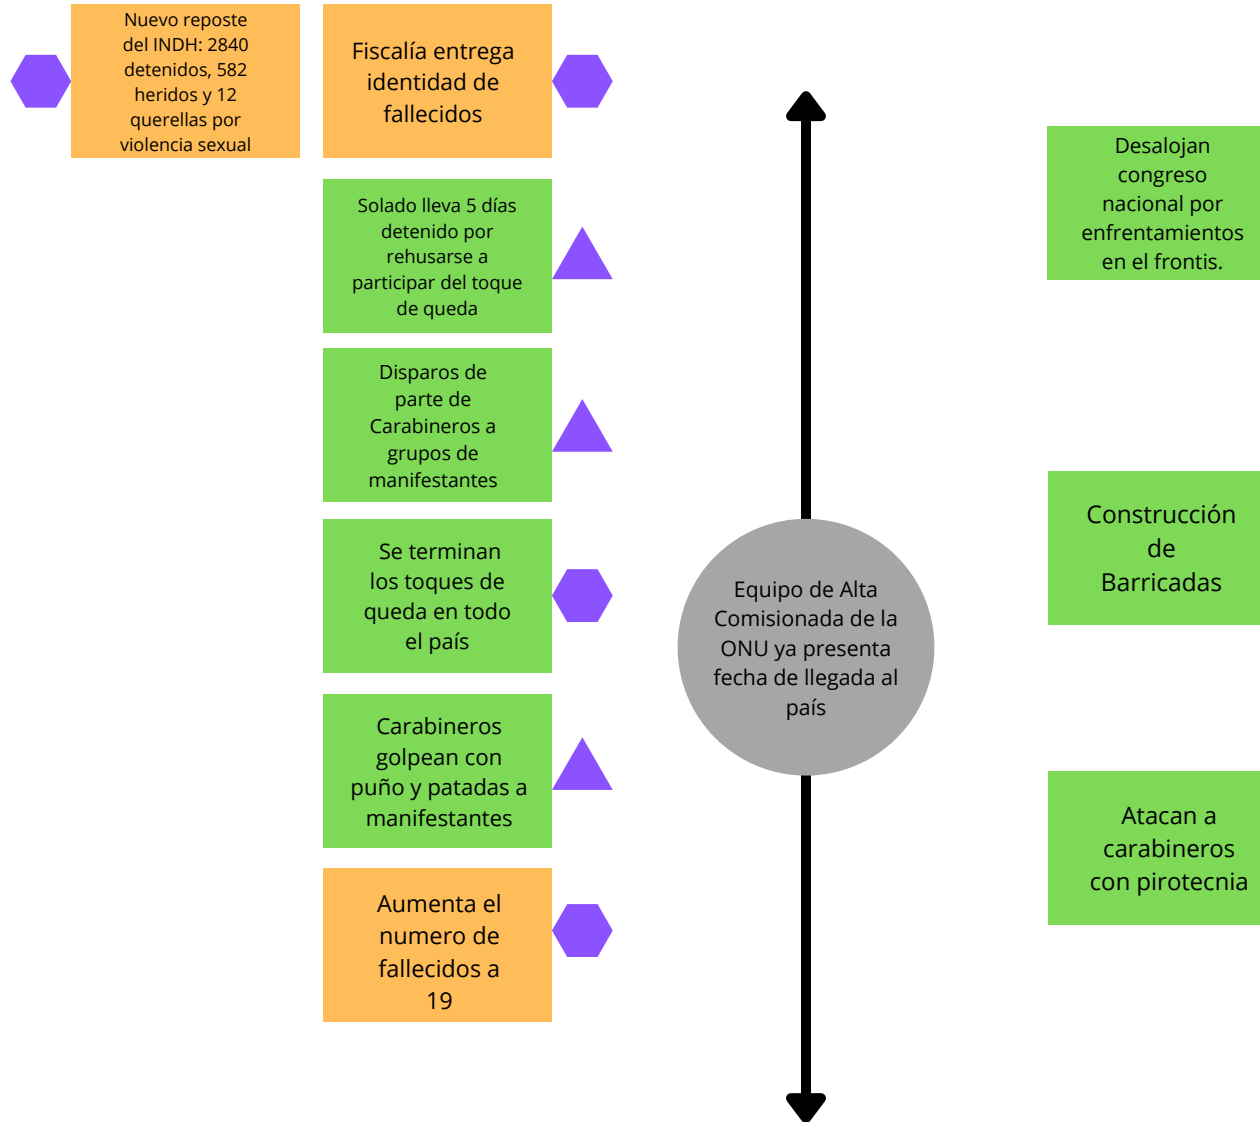 Nuevo reposte
del INDH: 2840
detenidos, 582
heridos y 12
querellas por
violencia sexual
Fiscalía entrega
identidad de
fallecidos
Solado lleva 5 días
detenido por
rehusarse a
participar del toque
de queda
Disparos de
parte de
Carabineros a
grupos de
manifestantes
Se terminan
los toques de
queda en todo
el país
Carabineros
golpean con
puño y patadas a
manifestantes
Aumenta el
numero de
fallecidos a
19
Equipo de Alta
Comisionada de la
ONU ya presenta
fecha de llegada al
país
Desalojan
congreso
nacional por
enfrentamientos
en el frontis.
Construcción
de
Barricadas
Atacan a
carabineros
con pirotecnia